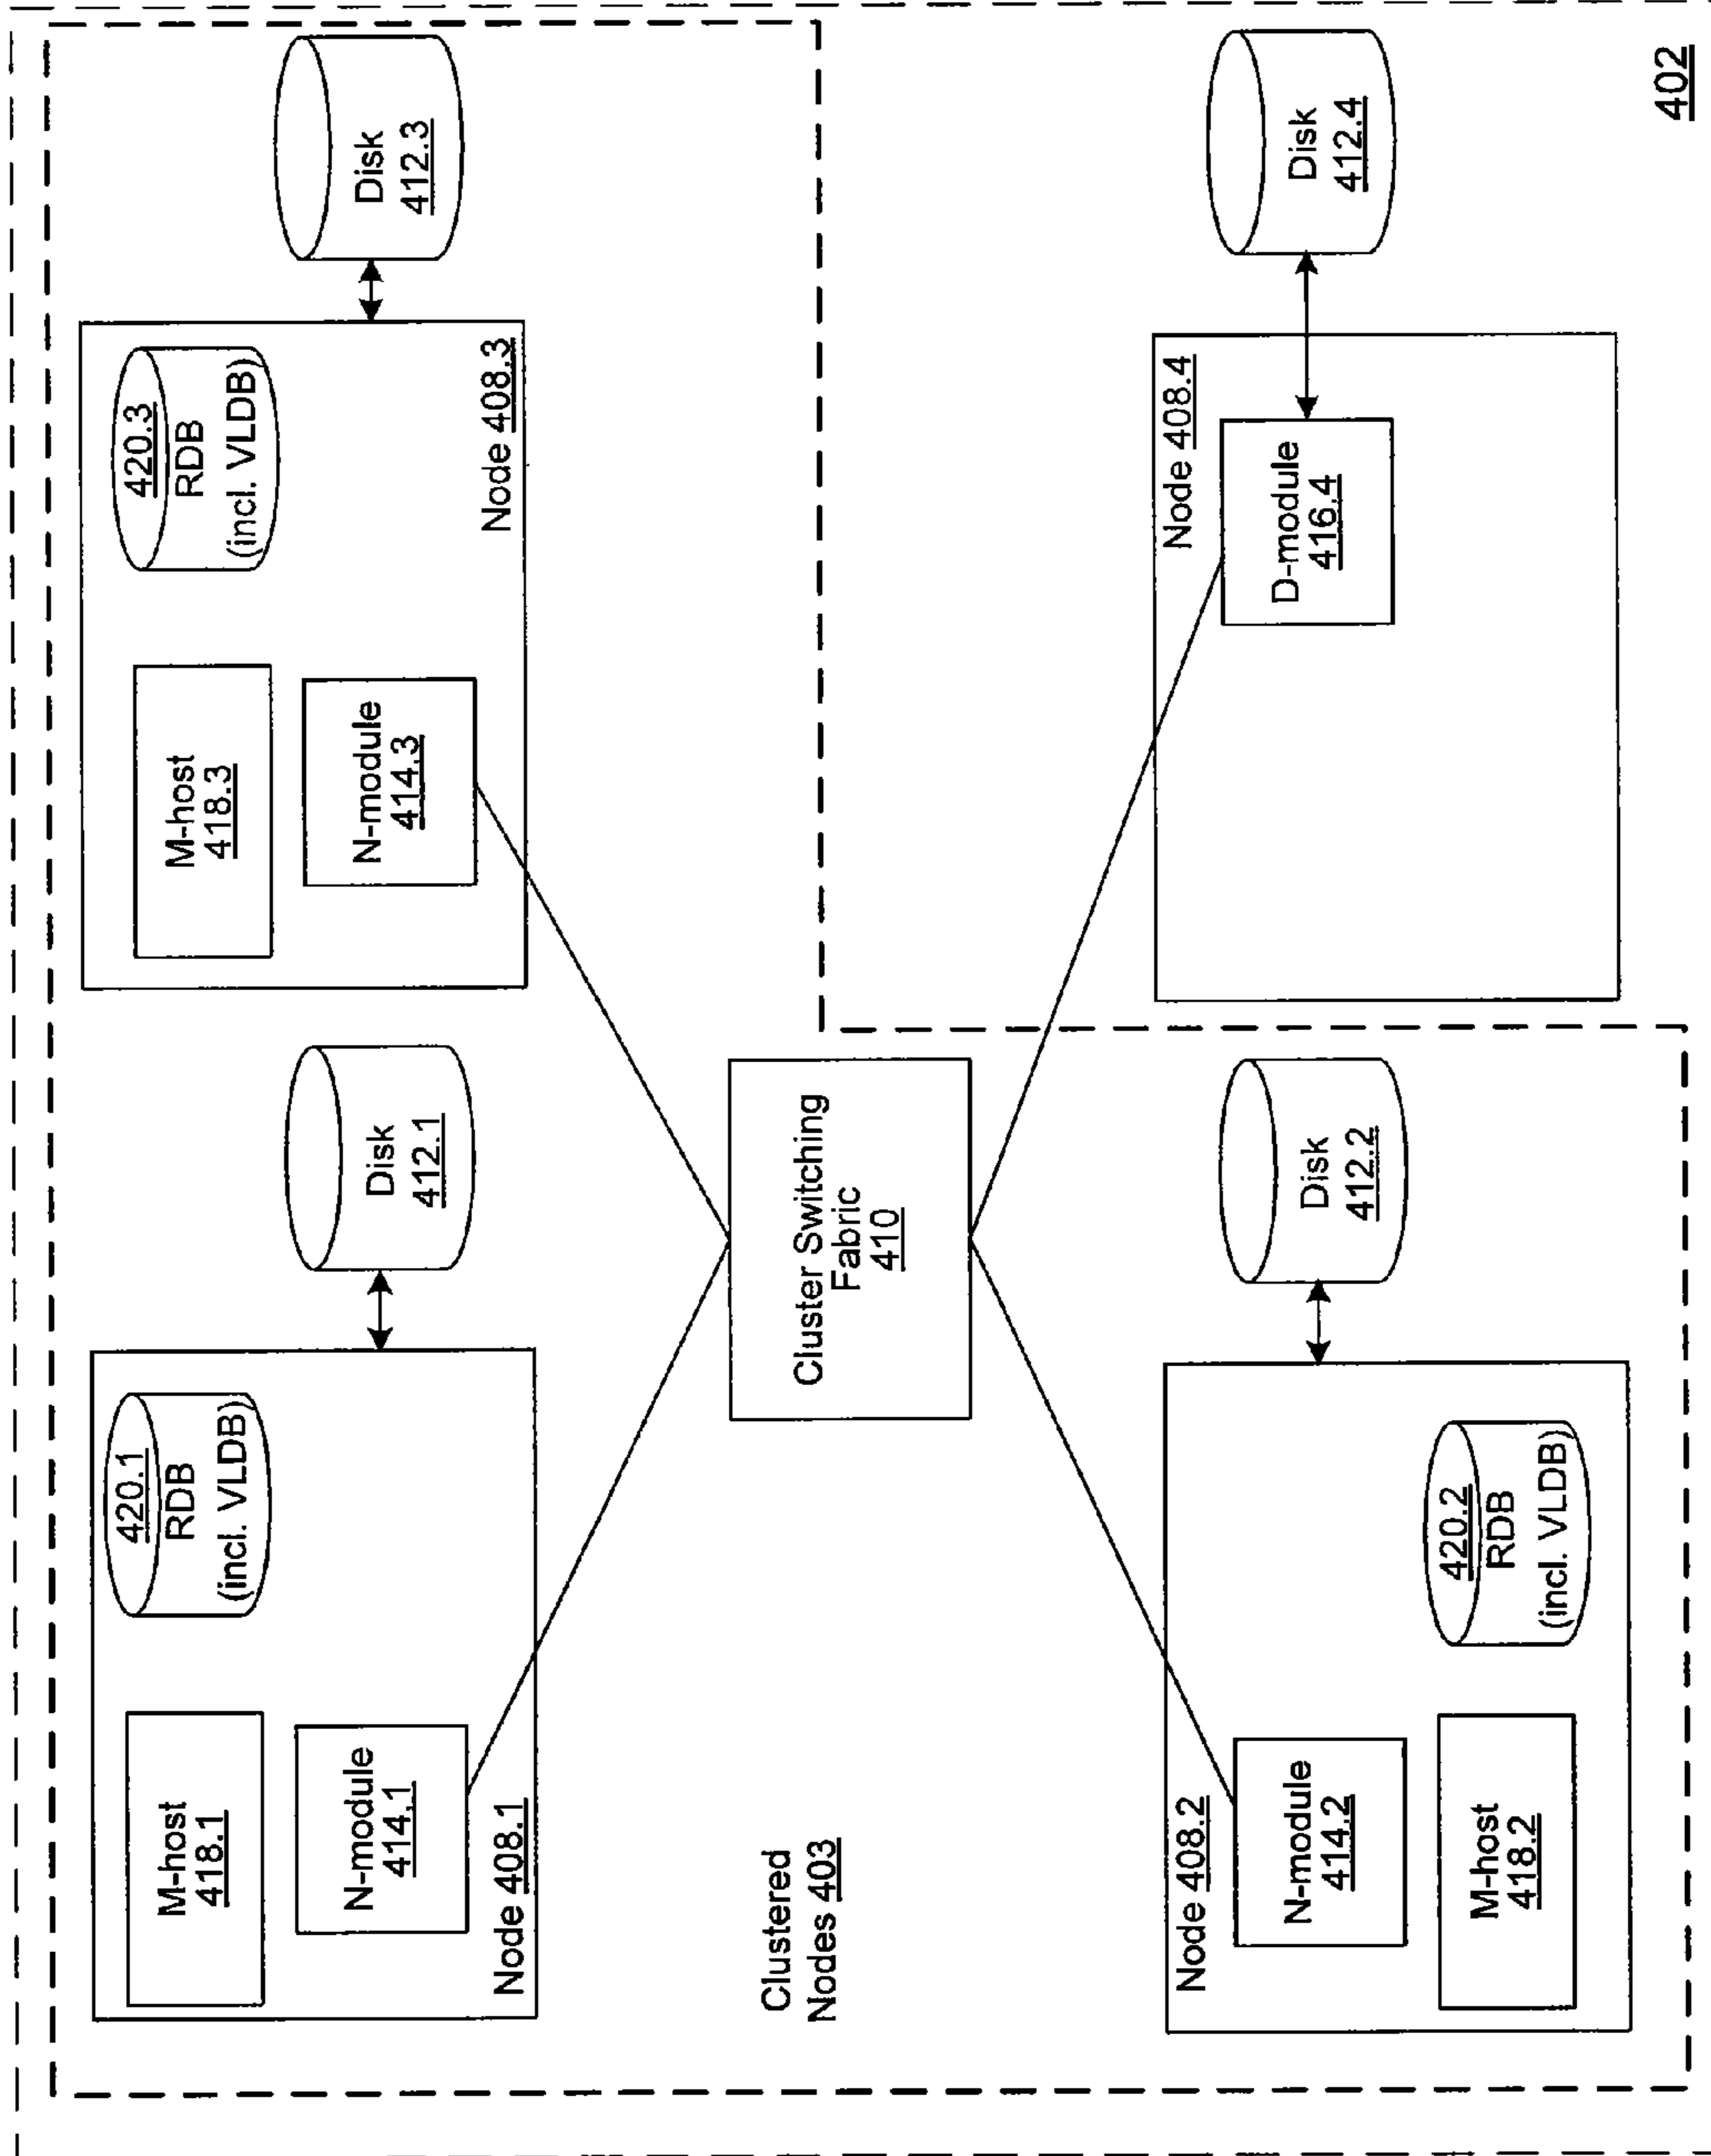 M-host
418.1
420.1
RDB
(incl. VLDB)
N-module
414.1
Node 408.1
Disk
412.1
M-host
418.3
420.3
RDB
(incl. VLDB)
N-module
414.3
Node 408.3
Disk
412.3
Clustered
Nodes 403
Cluster Switching
Fabric
410
Node 408.2
N-module
414.2
M-host
418.2
420.2
RDB
(incl. VLDB)
Disk
412.2
Node 408.4
D-module
416.4
Disk
412.4
402